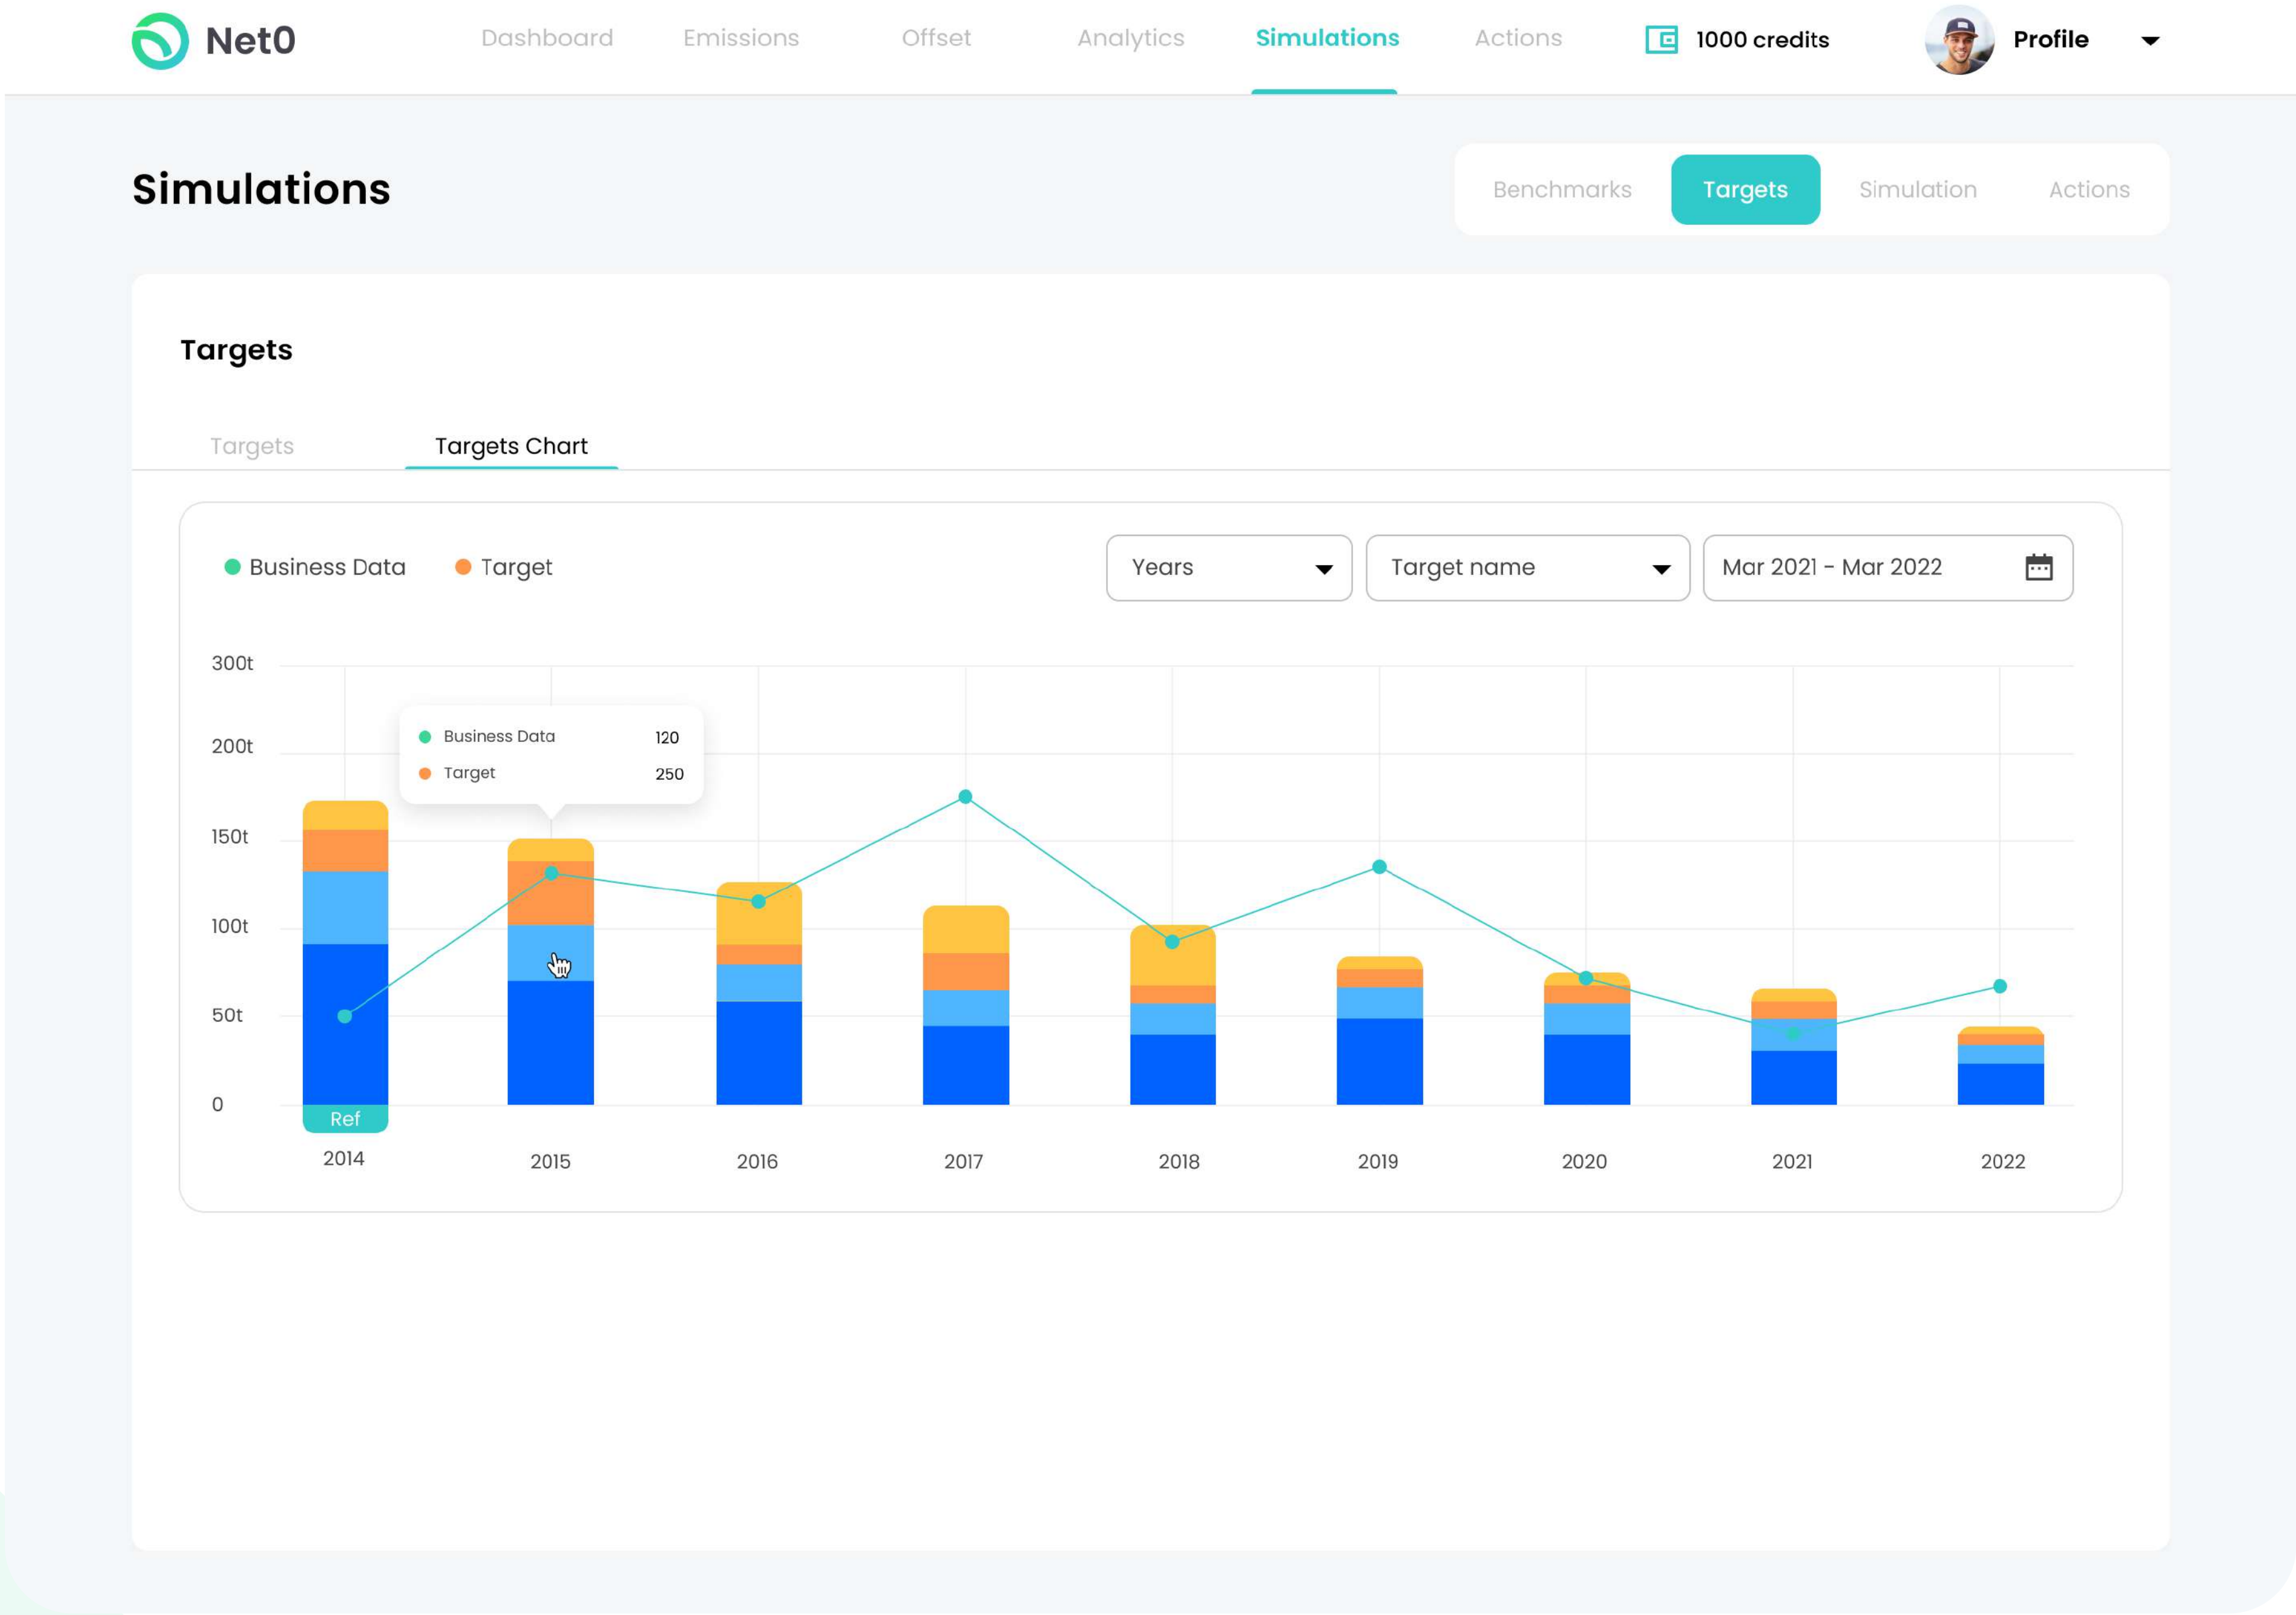 Net0
Dashboard
Emissions
Offset
Analytics
Simulations
Actions
1000 credits
Profile
Simulations
Benchmarks
Targets
Simulation
Actions
Targets
Targets
Targets Chart
Business Data
Target
Years
Target name
Mar 2021 - Mar 2022
300t
200t
150t
100t
50t
0
Business Data 120
Target 250
Ref
2014
2015
2016
2017
2018
2019
2020
2021
2022